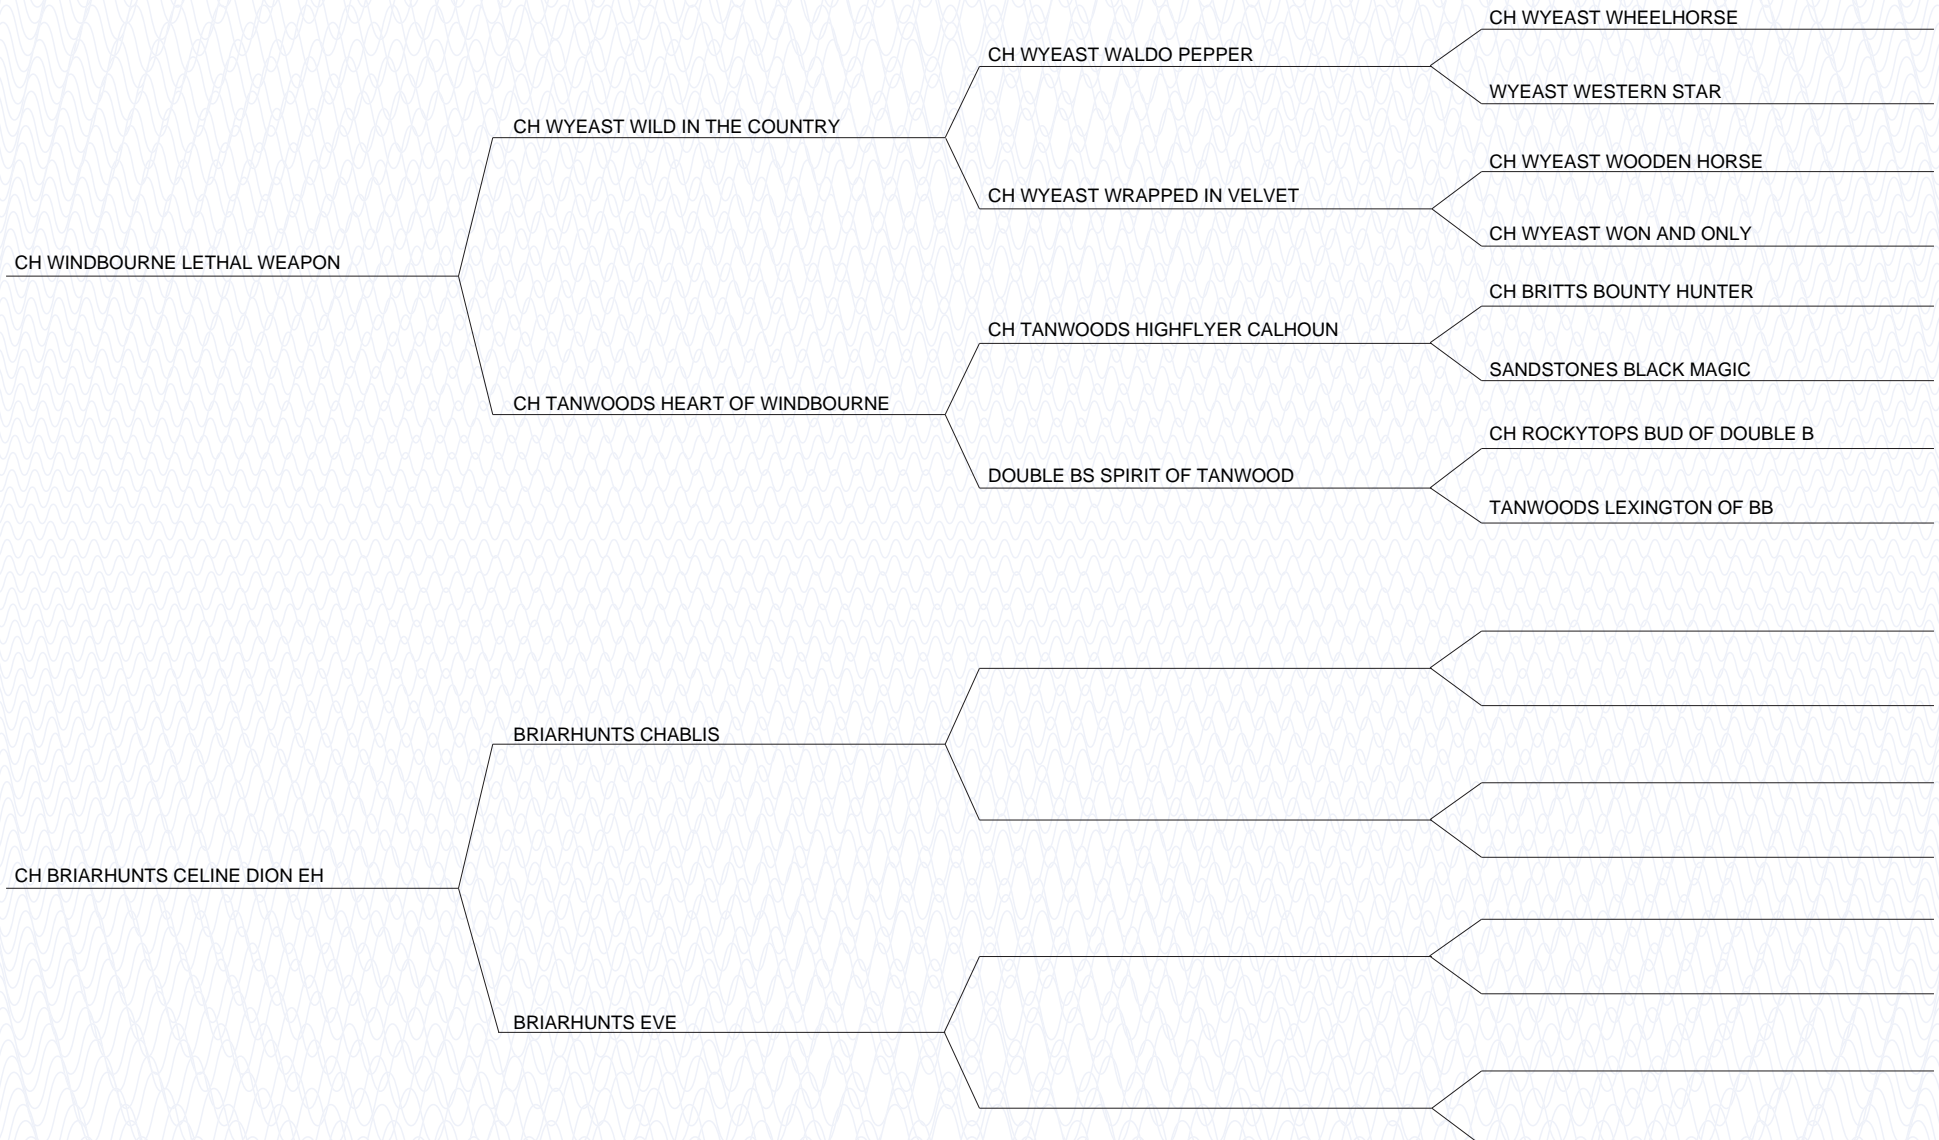 CH WYEAST WHEELHORSE
CH WYEAST WALDO PEPPER
WYEAST WESTERN STAR
CH WYEAST WILD IN THE COUNTRY
CH WYEAST WOODEN HORSE
CH WYEAST WRAPPED IN VELVET
CH WYEAST WON AND ONLY
CH WINDBOURNE LETHAL WEAPON
CH BRITTS BOUNTY HUNTER
CH TANWOODS HIGHFLYER CALHOUN
SANDSTONES BLACK MAGIC
CH TANWOODS HEART OF WINDBOURNE
CH ROCKYTOPS BUD OF DOUBLE B
DOUBLE BS SPIRIT OF TANWOOD
TANWOODS LEXINGTON OF BB
BRIARHUNTS CHABLIS
CH BRIARHUNTS CELINE DION EH
BRIARHUNTS EVE